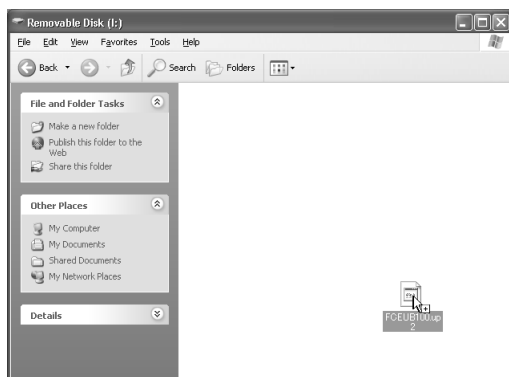 Removable Disk (I:)
File Edit View Favorites Tools Help
Back Search Folders
File and Folder Tasks
Make a new folder
Publish this folder to the
Web
Share this folder
Other Places
My Computer
My Documents
Shared Documents
My Network Places
Details
FCEUB100.up
2